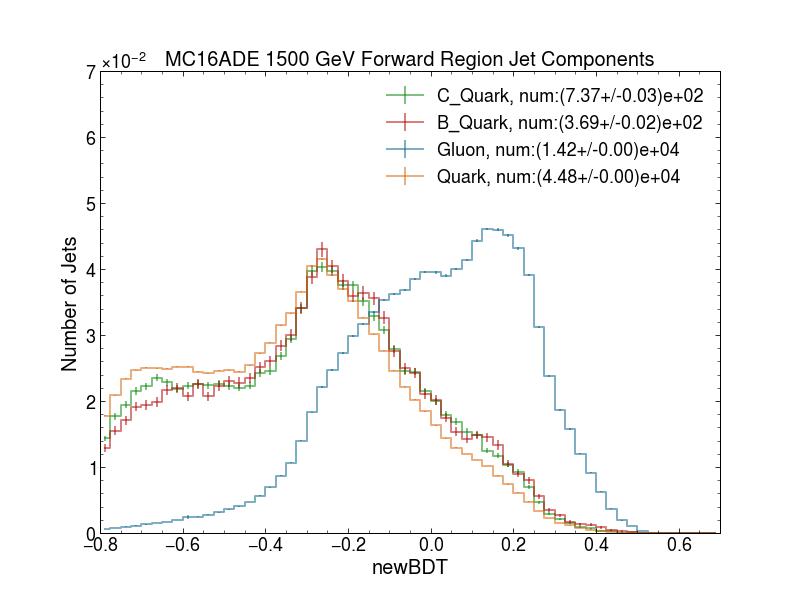 ×10⁻² MC16ADE 1500 GeV Forward Region Jet Components
C_Quark, num:(7.37+/-0.03)e+02
B_Quark, num:(3.69+/-0.02)e+02
Gluon, num:(1.42+/-0.00)e+04
Quark, num:(4.48+/-0.00)e+04
Number of Jets
7
6
5
4
3
2
1
0
−0.8 −0.6 −0.4 −0.2 0.0 0.2 0.4 0.6
newBDT